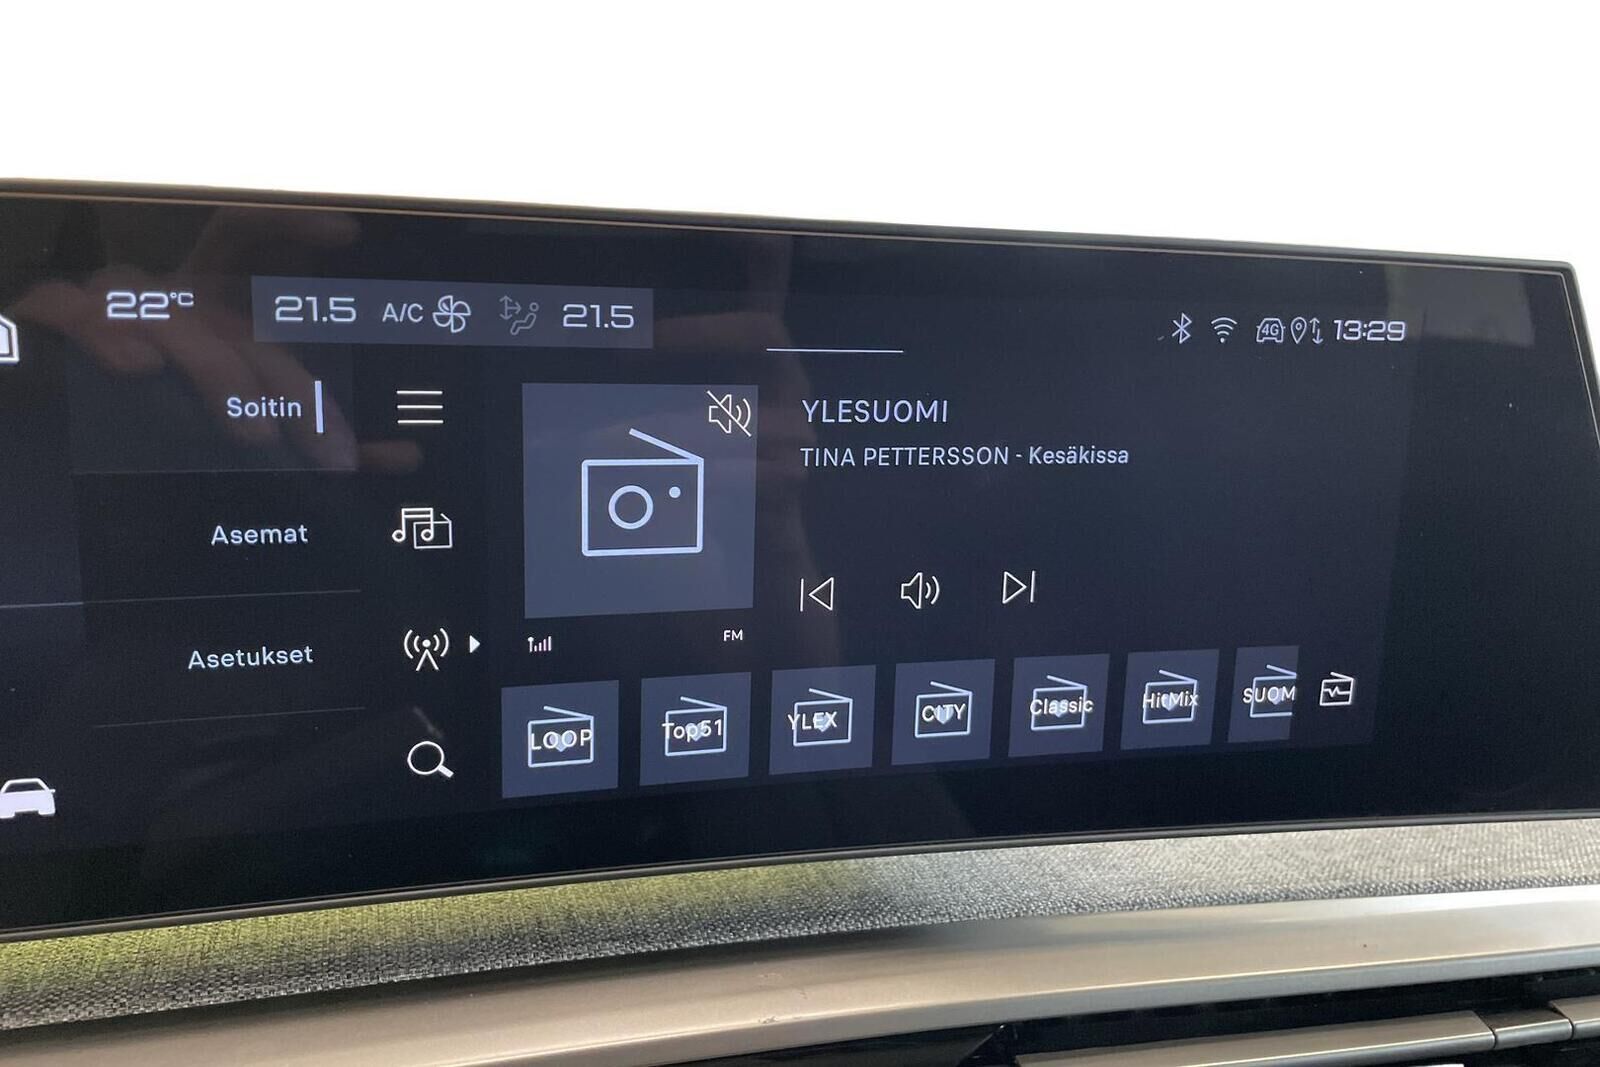 22°C
21.5 A/C 21.5
4G 13:29
Soitin
YLESUOMI
TINA PETTERSSON - Kesäkissa
Asemat
Asetukset
FM
LOOP Top51 YLEX CITY Classic HitMix SUOM